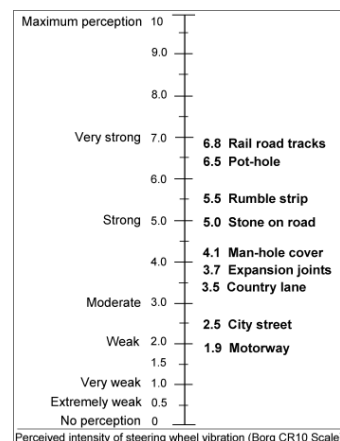 Maximum perception 10
9.0
8.0
Very strong 7.0
6.8 Rail road tracks
6.5 Pot-hole
6.0
5.5 Rumble strip
Strong 5.0
5.0 Stone on road
4.1 Man-hole cover
4.0
3.7 Expansion joints
3.5 Country lane
Moderate 3.0
2.5 City street
Weak 2.0
1.9 Motorway
1.5
Very weak 1.0
Extremely weak 0.5
No perception 0
Perceived intensity of steering wheel vibration (Borg CR10 Scale